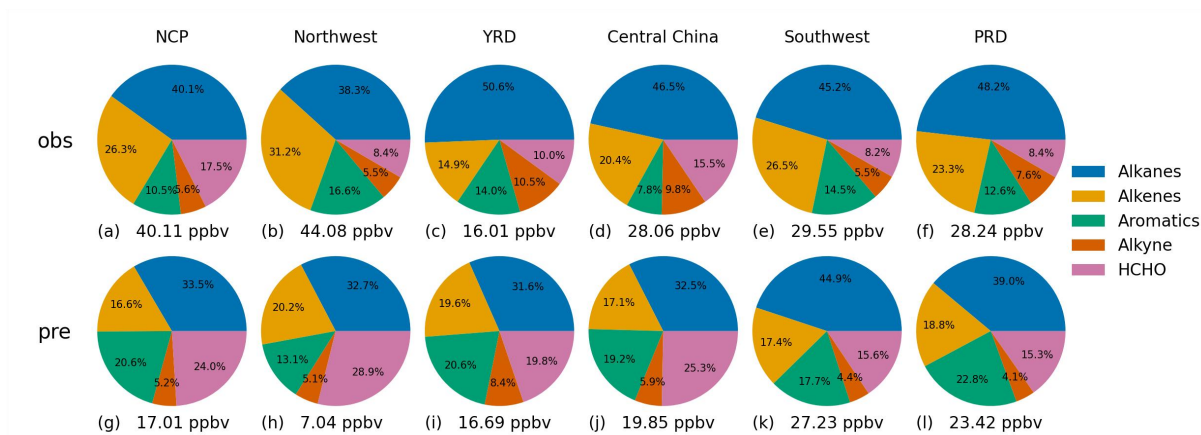 NCP Northwest YRD Central China Southwest PRD
obs
40.1% 26.3% 10.5% 5.6% 17.5%
38.3% 31.2% 16.6% 5.5% 8.4%
50.6% 14.9% 14.0% 10.5% 10.0%
46.5% 20.4% 7.8% 9.8% 15.5%
45.2% 26.5% 14.5% 5.5% 8.2%
48.2% 23.3% 12.6% 7.6% 8.4%
(a) 40.11 ppbv (b) 44.08 ppbv (c) 16.01 ppbv (d) 28.06 ppbv (e) 29.55 ppbv (f) 28.24 ppbv
Alkanes
Alkenes
Aromatics
Alkyne
HCHO
pre
33.5% 16.6% 20.6% 5.2% 24.0%
32.7% 20.2% 13.1% 5.1% 28.9%
31.6% 19.6% 20.6% 8.4% 19.8%
32.5% 17.1% 19.2% 5.9% 25.3%
44.9% 17.4% 17.7% 4.4% 15.6%
39.0% 18.8% 22.8% 4.1% 15.3%
(g) 17.01 ppbv (h) 7.04 ppbv (i) 16.69 ppbv (j) 19.85 ppbv (k) 27.23 ppbv (l) 23.42 ppbv